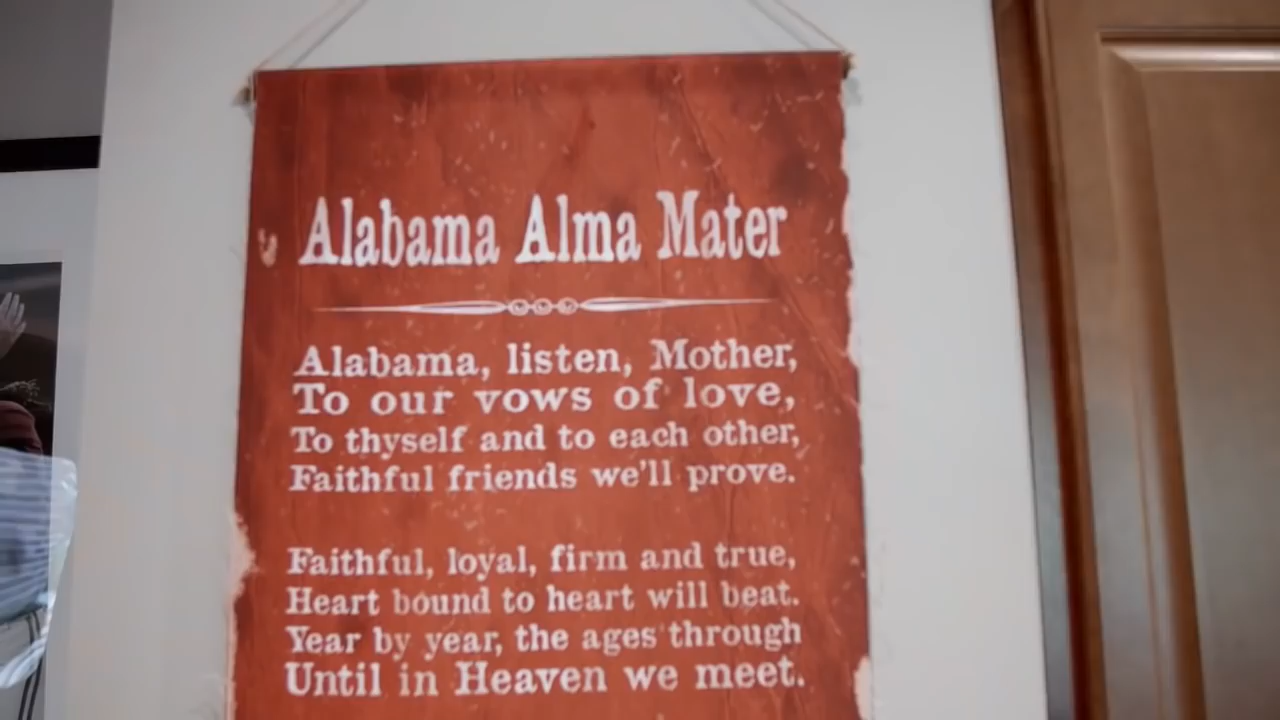 Alabama Alma Mater
Alabama, listen, Mother,
To our vows of love,
To thyself and to each other,
Faithful friends we'll prove.
Faithful, loyal, firm and true,
Heart bound to heart will beat.
Year by year, the ages through
Until in Heaven we meet.